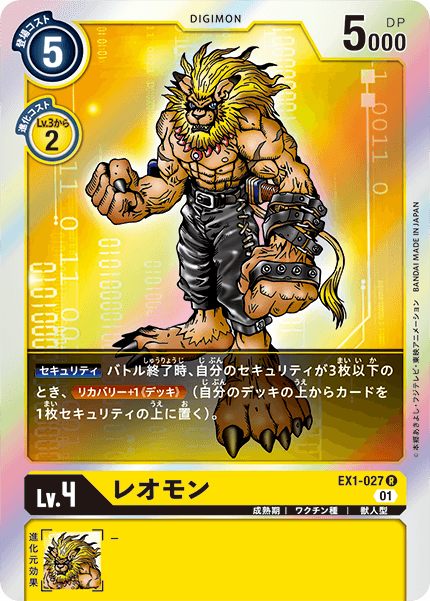 DIGIMON
登場コスト
5
DP
5000
進化コスト
Lv.3から
2
BANDAI MADE IN JAPAN
©本郷あきよし・フジテレビ・東映アニメーション
セキュリティ バトル終了時、自分のセキュリティが3枚以下の
とき、リカバリー+1《デッキ》(自分のデッキの上からカードを
1枚セキュリティの上に置く)。
EX1-027 R
Lv.4
レオモン
01
成熟期 | ワクチン種 | 獣人型
進化元効果
–